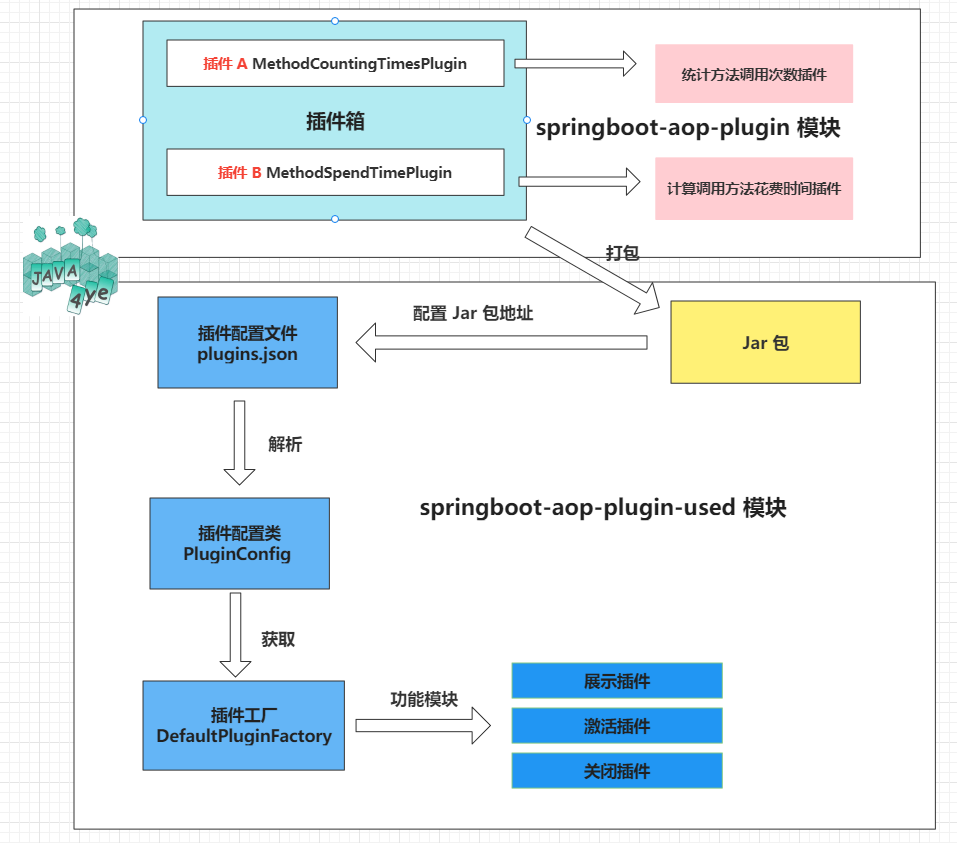 插件 A MethodCountingTimesPlugin
统计方法调用次数插件
插件箱
springboot-aop-plugin 模块
插件 B MethodSpendTimePlugin
计算调用方法花费时间插件
打包
JAVA
4ye
配置 Jar 包地址
插件配置文件
plugins.json
Jar 包
解析
springboot-aop-plugin-used 模块
插件配置类
PluginConfig
获取
插件工厂
DefaultPluginFactory
功能模块
展示插件
激活插件
关闭插件